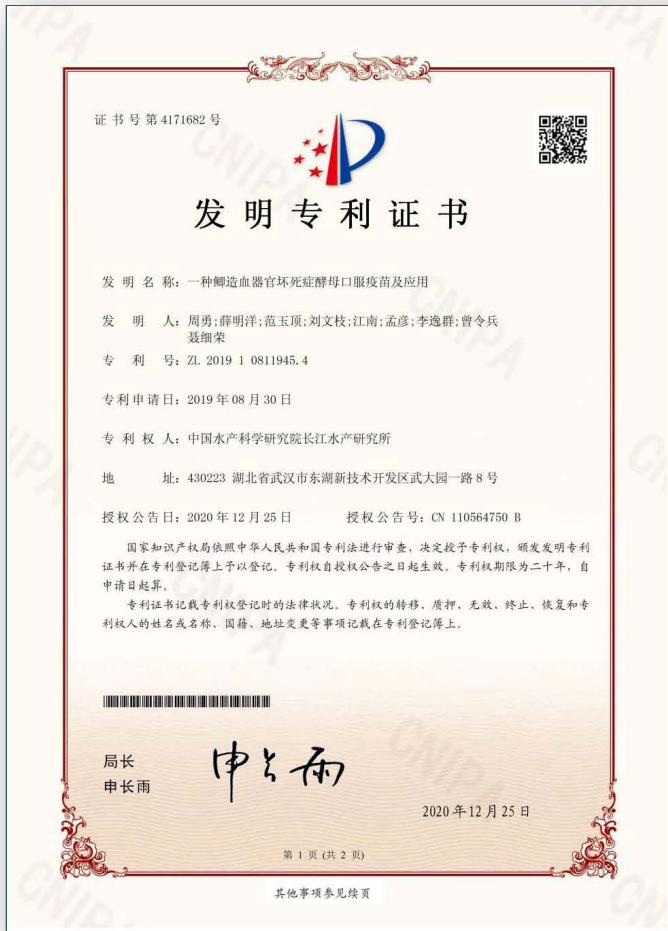 证书号第4171682号
发明专利证书
发明名称：一种鲫造血器官坏死症酵母口服疫苗及应用
发明人：周勇;薛明洋;范玉顶;刘文枝;江南;孟彦;李逸群;曾令兵
聂细荣
专利号：ZL 2019 1 0811945.4
专利申请日：2019年08月30日
专利权人：中国水产科学研究院长江水产研究所
地址：430223 湖北省武汉市东湖新技术开发区武大园一路8号
授权公告日：2020年12月25日 授权公告号：CN 110564750 B
国家知识产权局依照中华人民共和国专利法进行审查，决定授予专利权，颁发发明专利
证书并在专利登记簿上予以登记。专利权自授权公告之日起生效。专利权期限为二十年，自
申请日起算。
专利证书记载专利权登记时的法律状况。专利权的转移、质押、无效、终止、恢复和专
利权人的姓名或名称、国籍、地址变更等事项记载在专利登记簿上。
局长
申长雨
申长雨
2020年12月25日
第 1 页 (共 2 页)
其他事项参见续页
CNIPA
CNIPA
CNIPA
CNIPA
CNIPA
CNIPA